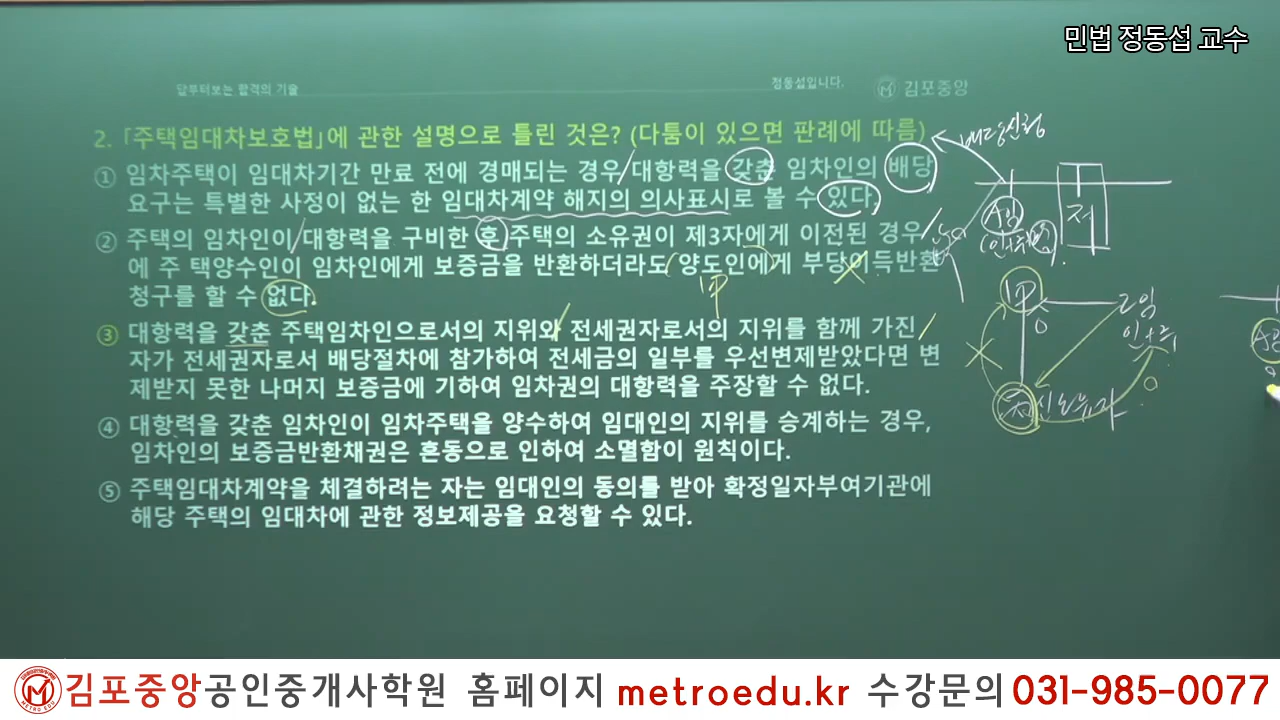 민법 정동섭 교수
답부터보는 합격의 기술
정동섭입니다.
김포중앙
2. 「주택임대차보호법」에 관한 설명으로 틀린 것은? (다툼이 있으면 판례에 따름)
① 임차주택이 임대차기간 만료 전에 경매되는 경우 대항력을 갖춘 임차인의 배당
요구는 특별한 사정이 없는 한 임대차계약 해지의 의사표시로 볼 수 있다.
② 주택의 임차인이 대항력을 구비한 후 주택의 소유권이 제3자에게 이전된 경우
에 주 택양수인이 임차인에게 보증금을 반환하더라도 양도인에게 부당이득반환
청구를 할 수 없다.
③ 대항력을 갖춘 주택임차인으로서의 지위와 전세권자로서의 지위를 함께 가진
자가 전세권자로서 배당절차에 참가하여 전세금의 일부를 우선변제받았다면 변
제받지 못한 나머지 보증금에 기하여 임차권의 대항력을 주장할 수 없다.
④ 대항력을 갖춘 임차인이 임차주택을 양수하여 임대인의 지위를 승계하는 경우,
임차인의 보증금반환채권은 혼동으로 인하여 소멸함이 원칙이다.
⑤ 주택임대차계약을 체결하려는 자는 임대인의 동의를 받아 확정일자부여기관에
해당 주택의 임대차에 관한 정보제공을 요청할 수 있다.
배당신청
A임
저
甲
甲
乙임
인+주
신소유자
METRO EDU
김포중앙공인중개사학원 홈페이지 metroedu.kr 수강문의 031-985-0077